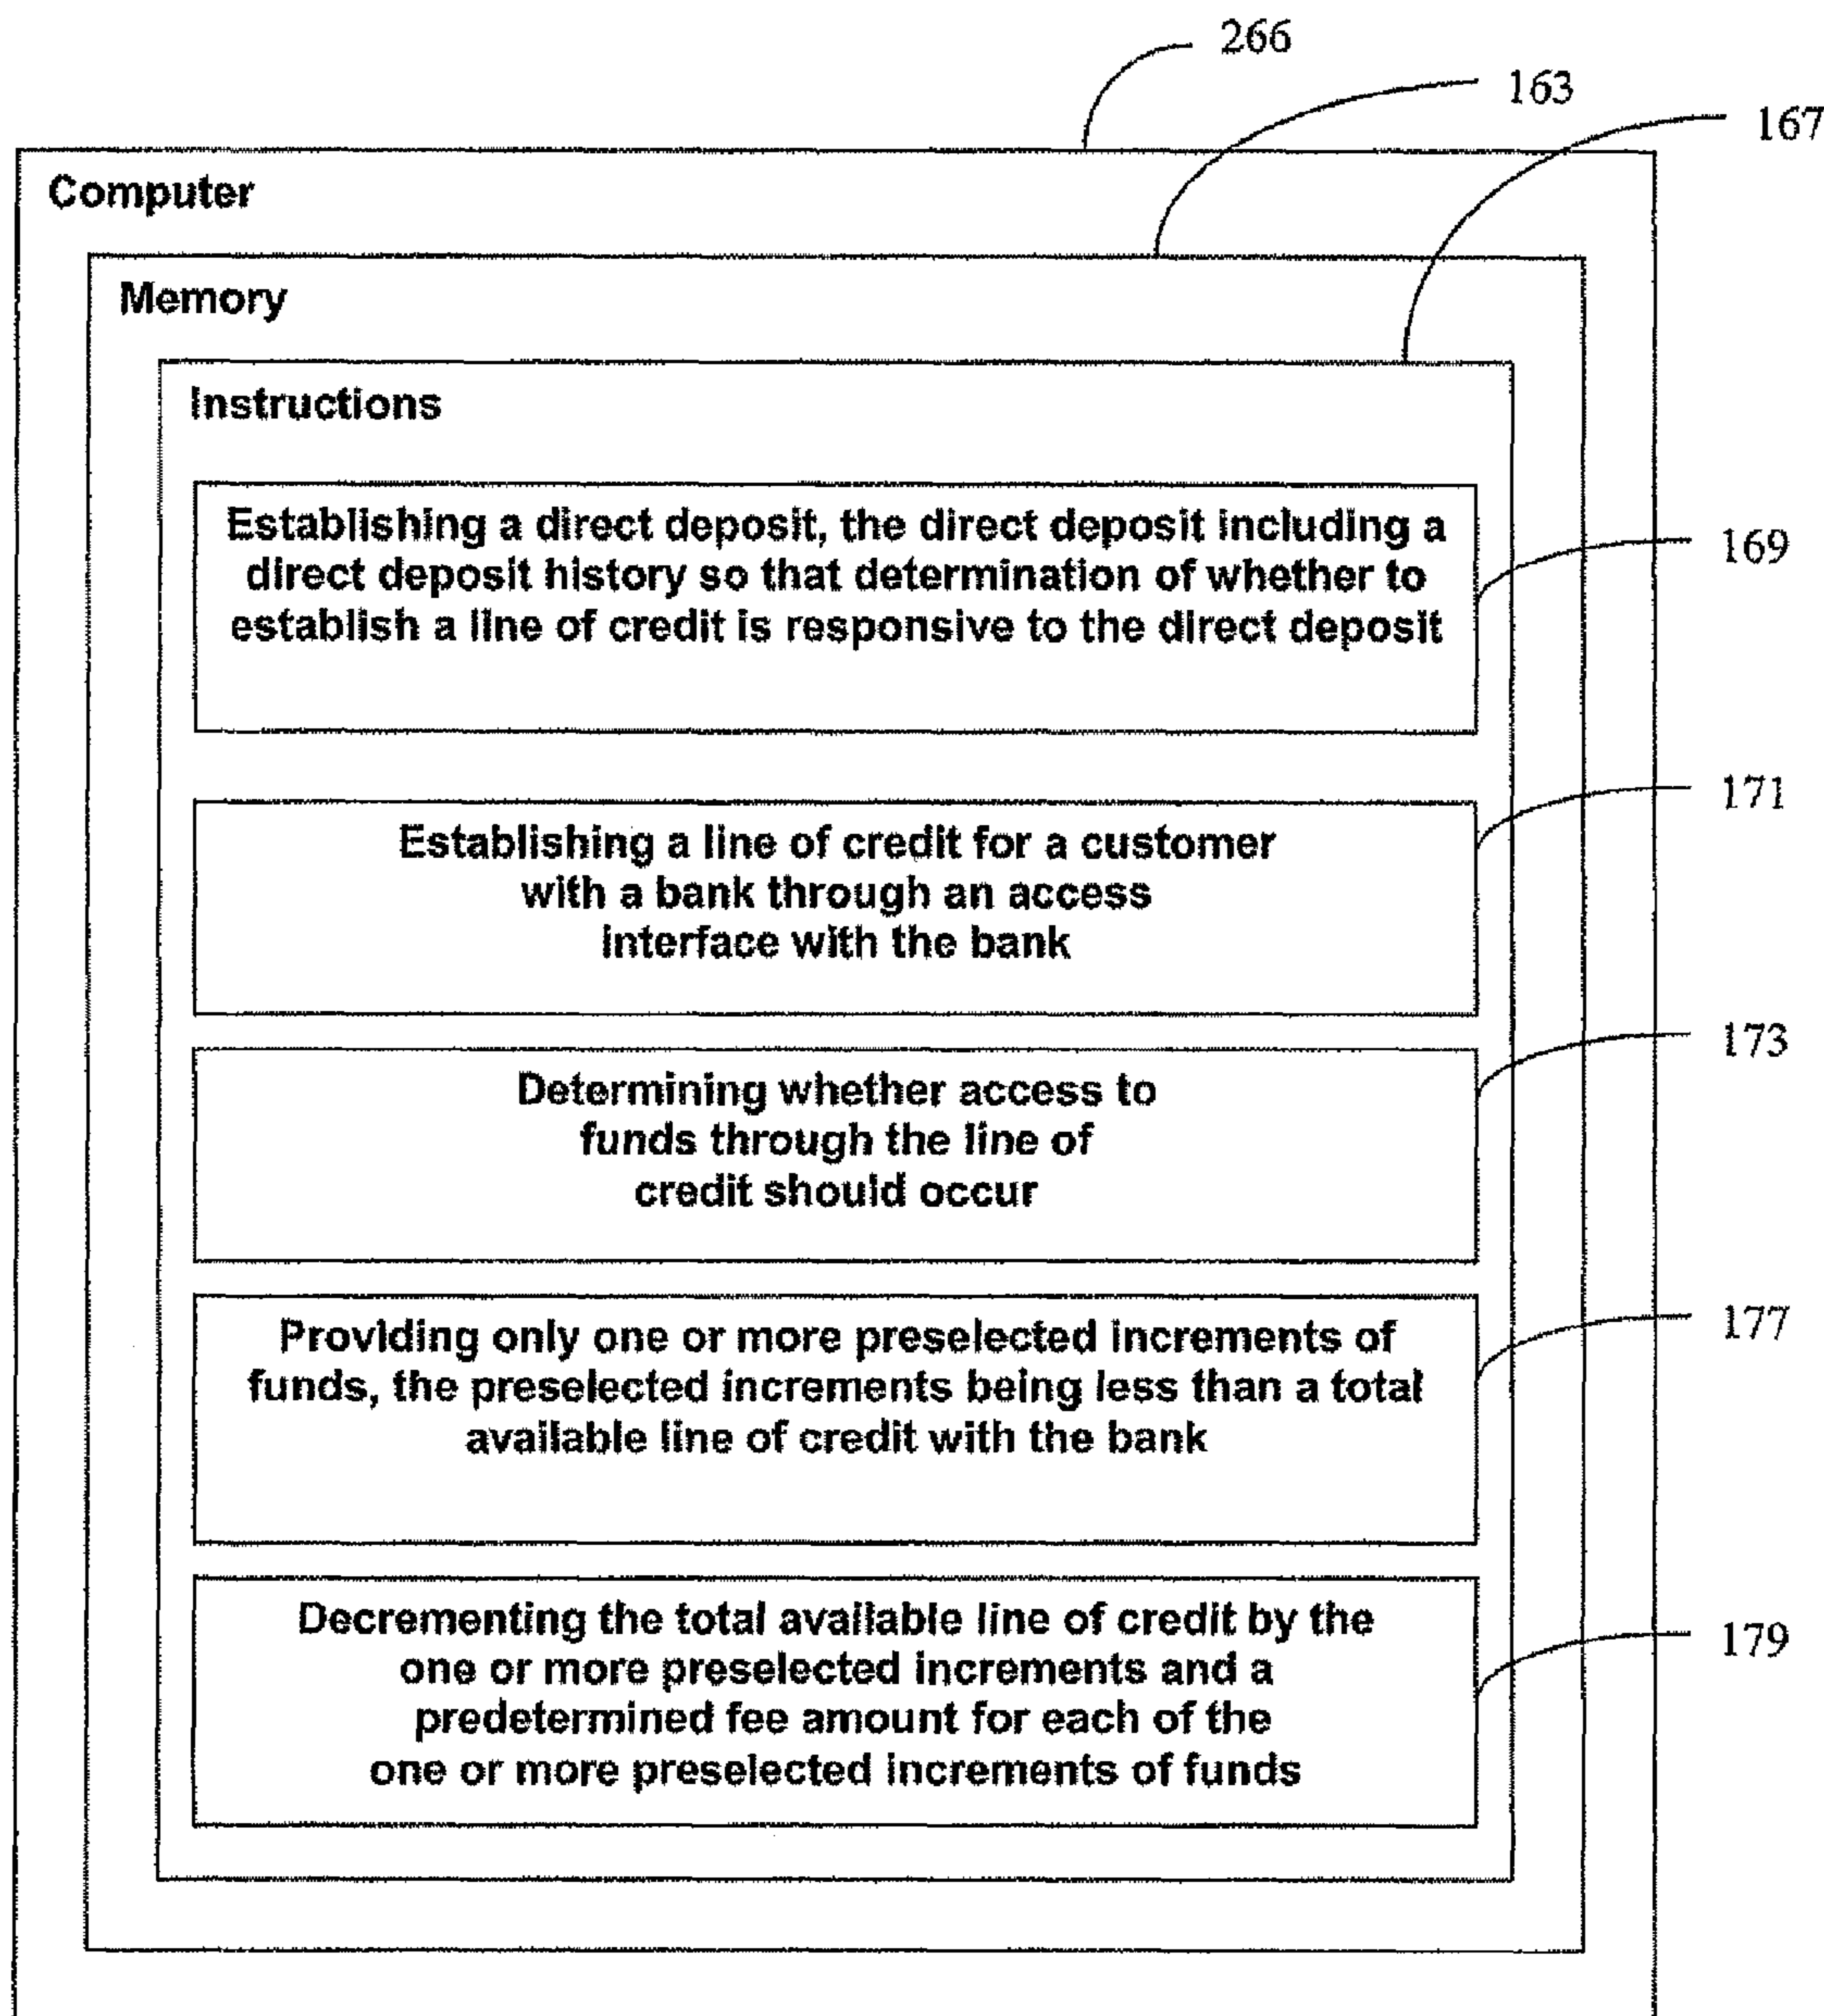 266
163
167
Computer
Memory
Instructions
Establishing a direct deposit, the direct deposit including a
direct deposit history so that determination of whether to
establish a line of credit is responsive to the direct deposit
169
Establishing a line of credit for a customer
with a bank through an access
interface with the bank
171
Determining whether access to
funds through the line of
credit should occur
173
Providing only one or more preselected increments of
funds, the preselected increments being less than a total
available line of credit with the bank
177
Decrementing the total available line of credit by the
one or more preselected increments and a
predetermined fee amount for each of the
one or more preselected increments of funds
179